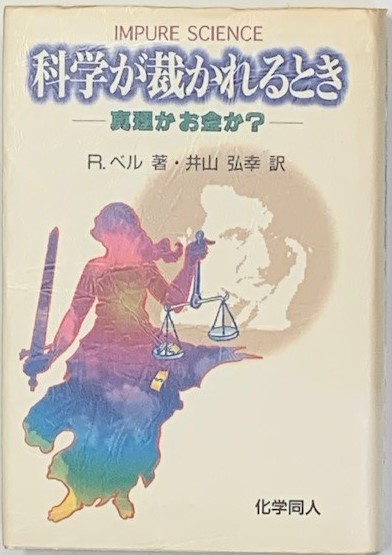 IMPURE SCIENCE
科学が裁かれるとき
真理かお金か?
R.ベル 著・井山 弘幸 訳
化学同人